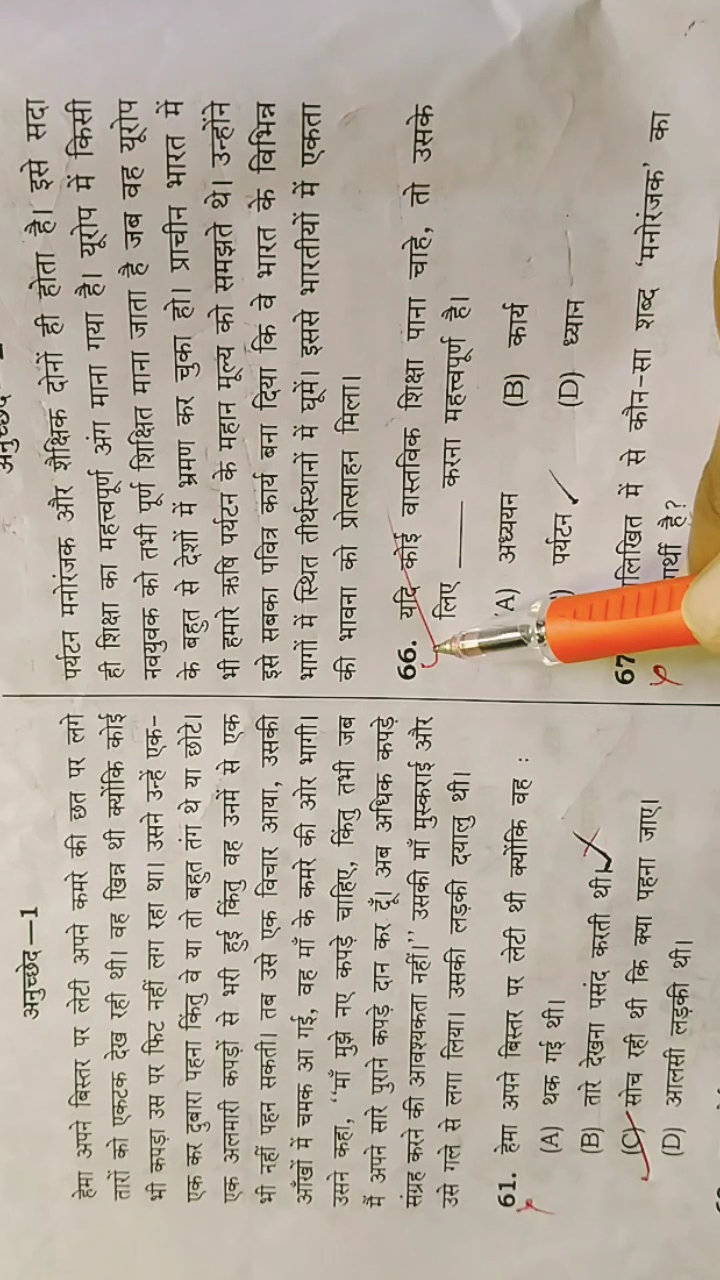 अनुच्छेद—1
हेमा अपने बिस्तर पर लेटी अपने कमरे की छत पर लगे
तारों को एकटक देख रही थी। वह खिन्न थी क्योंकि कोई
भी कपड़ा उस पर फिट नहीं लग रहा था। उसने उन्हें एक-
एक कर दुबारा पहना किंतु वे या तो बहुत तंग थे या छोटे।
एक अलमारी कपड़ों से भरी हुई किंतु वह उनमें से एक
भी नहीं पहन सकती। तब उसे एक विचार आया, उसकी
आँखों में चमक आ गई, वह माँ के कमरे की ओर भागी।
उसने कहा, ‘‘माँ मुझे नए कपड़े चाहिए, किंतु तभी जब
मैं अपने सारे पुराने कपड़े दान कर दूँ। अब अधिक कपड़े
संग्रह करने की आवश्यकता नहीं।’’ उसकी माँ मुस्कराई और
उसे गले से लगा लिया। उसकी लड़की दयालु थी।
61. हेमा अपने बिस्तर पर लेटी थी क्योंकि वह :
(A) थक गई थी।
(B) तारे देखना पसंद करती थी।
(C) सोच रही थी कि क्या पहना जाए।
(D) आलसी लड़की थी।
अनुच्छेद
पर्यटन मनोरंजक और शैक्षिक दोनों ही होता है। इसे सदा
ही शिक्षा का महत्त्वपूर्ण अंग माना गया है। यूरोप में किसी
नवयुवक को तभी पूर्ण शिक्षित माना जाता है जब वह यूरोप
के बहुत से देशों में भ्रमण कर चुका हो। प्राचीन भारत में
भी हमारे ऋषि पर्यटन के महान मूल्य को समझते थे। उन्होंने
इसे सबका पवित्र कार्य बना दिया कि वे भारत के विभिन्न
भागों में स्थित तीर्थस्थानों में घूमें। इससे भारतीयों में एकता
की भावना को प्रोत्साहन मिला।
66. यदि कोई वास्तविक शिक्षा पाना चाहे, तो उसके
लिए ______ करना महत्त्वपूर्ण है।
(A) अध्ययन (B) कार्य
) पर्यटन (D) ध्यान
67 लिखित में से कौन-सा शब्द ‘मनोरंजक’ का
र्थी है?